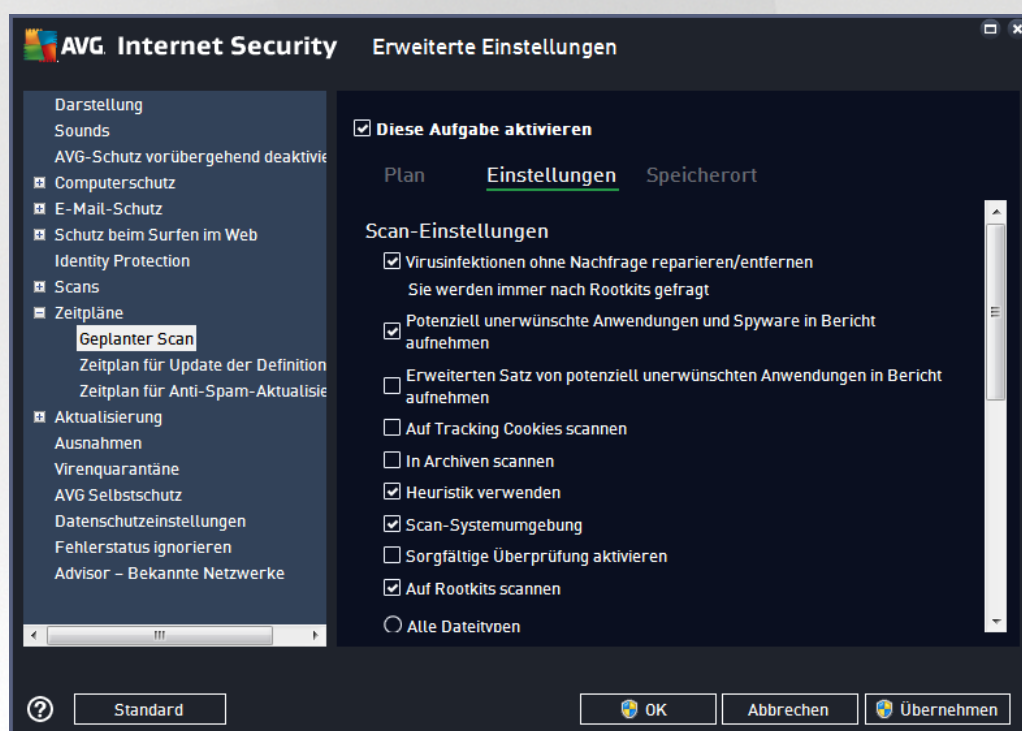 AVG. Internet Security Erweiterte Einstellungen
Darstellung
Sounds
AVG-Schutz vorübergehend
Computerschutz
E-Mail-Schutz
Schutz beim Surfen im Web
Identity Protection
Scans
Zeitpläne
Geplanter Scan
Zeitplan für Update der Definition
Zeitplan für Anti-Spam-Aktualisie
Aktualisierung
Ausnahmen
Virenquarantäne
AVG Selbstschutz
Datenschutzeinstellungen
Fehlerstatus ignorieren
Advisor – Bekannte Netzwerke
Diese Aufgabe aktivieren
Plan Einstellungen Speicherort
Scan-Einstellungen
Virusinfektionen ohne Nachfrage reparieren/entfernen
Sie werden immer nach Rootkits gefragt
Potenziell unerwünschte Anwendungen und Spyware in Bericht
aufnehmen
Erweiterten Satz von potenziell unerwünschten Anwendungen in Bericht
aufnehmen
Auf Tracking Cookies scannen
In Archiven scannen
Heuristik verwenden
Scan-Systemumgebung
Sorgfältige Überprüfung aktivieren
Auf Rootkits scannen
Alle Dateitypen
Standard OK Abbrechen Übernehmen